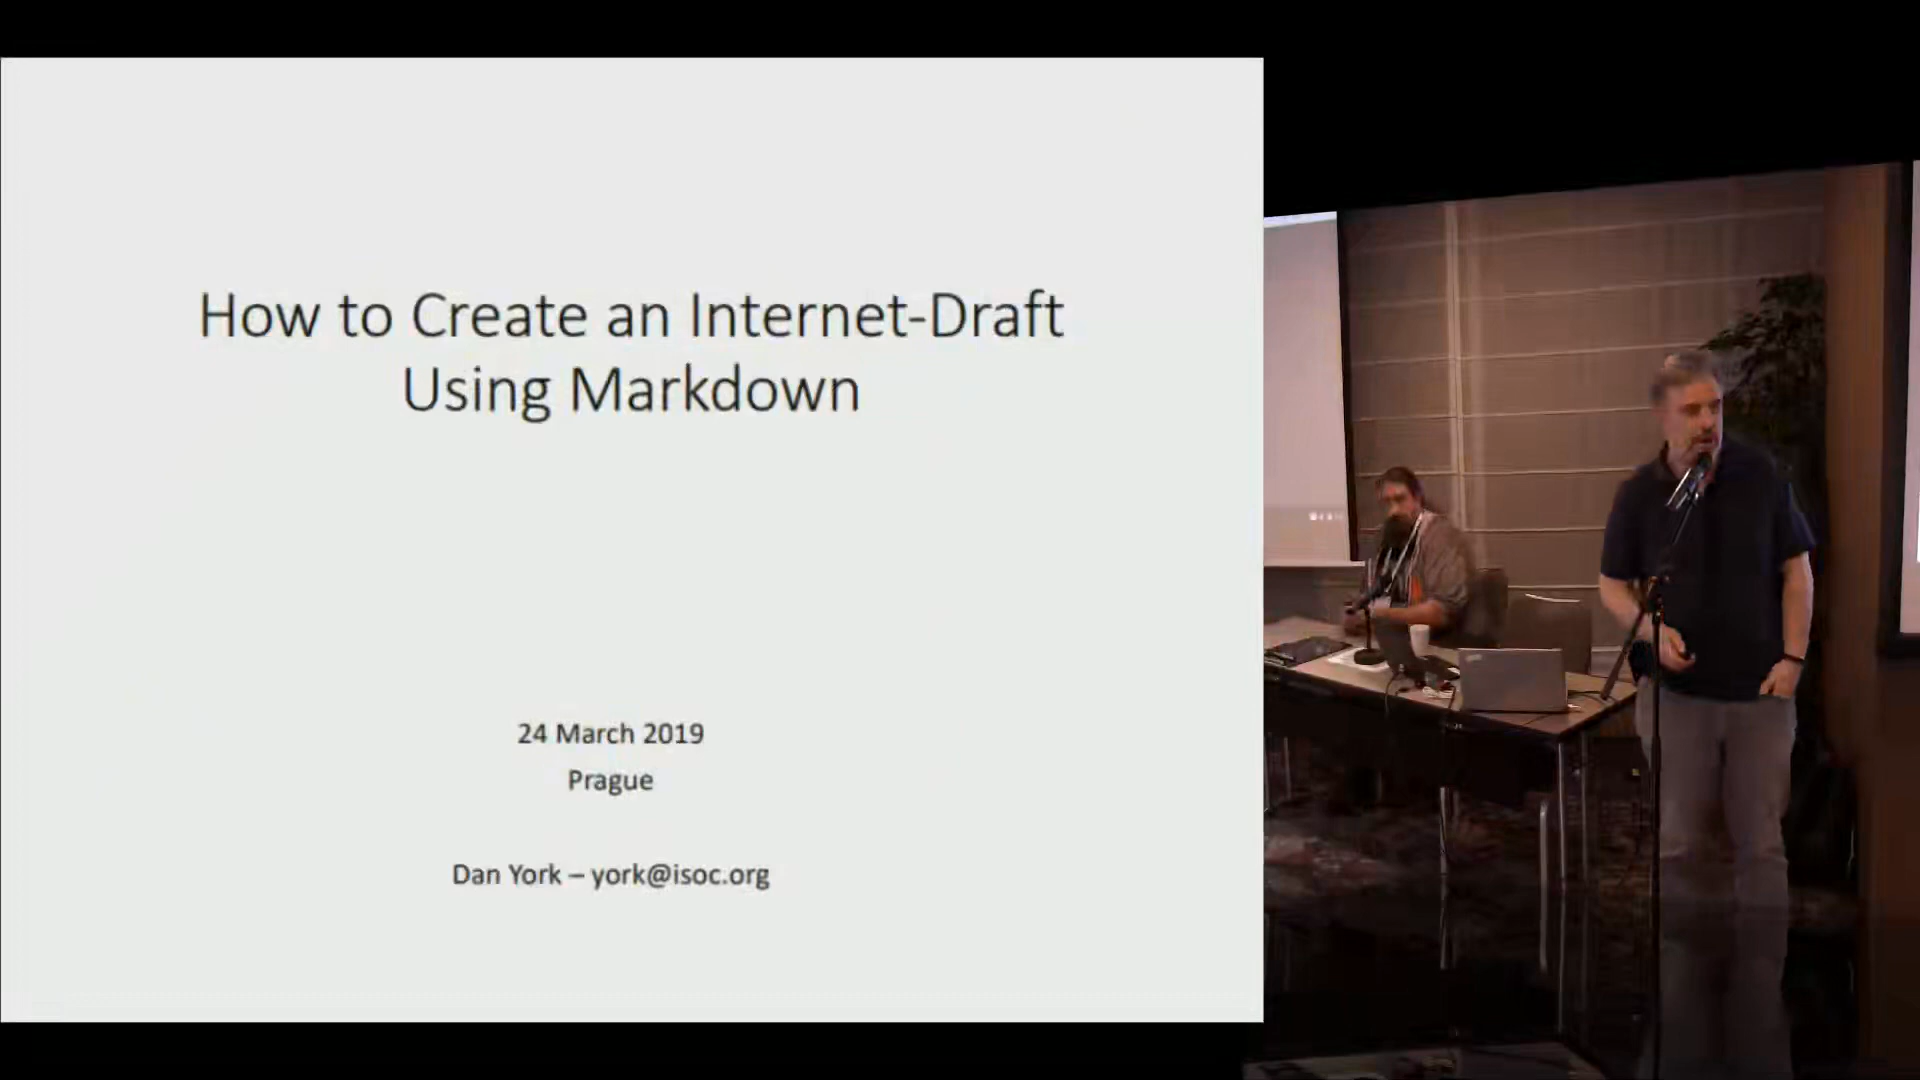 How to Create an Internet-Draft
Using Markdown
24 March 2019
Prague
Dan York – york@isoc.org